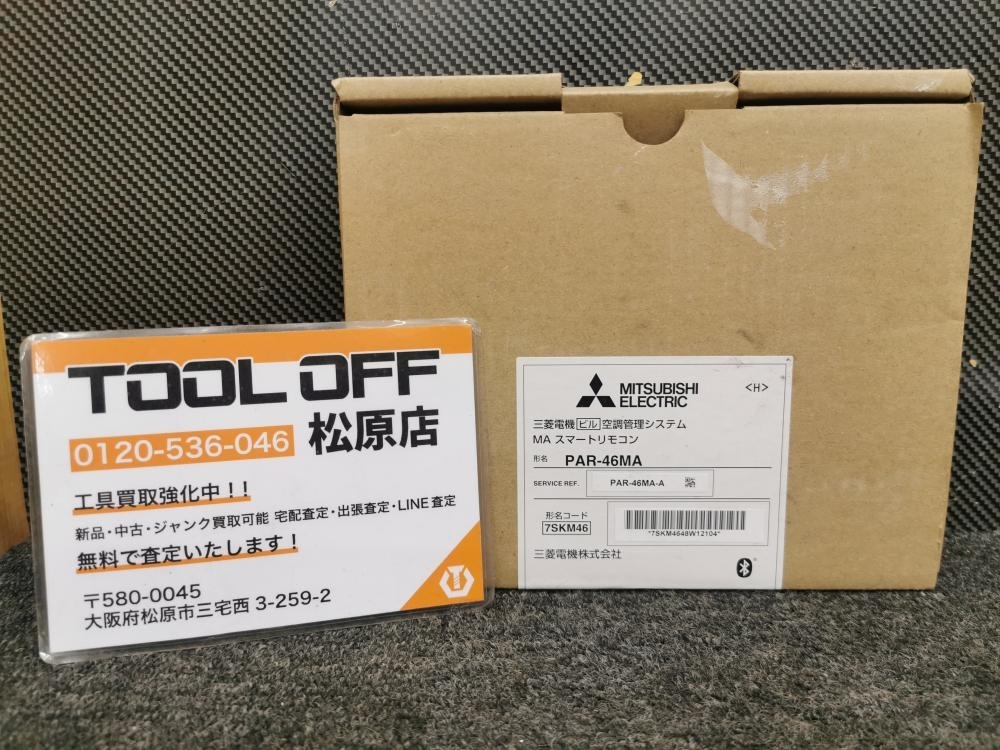 TOOL OFF
0120-536-046 松原店
工具買取強化中！！
新品・中古・ジャンク買取可能 宅配査定・出張査定・LINE査定
無料で査定いたします！
〒580-0045
大阪府松原市三宅西 3-259-2
MITSUBISHI
ELECTRIC
<H>
三菱電機 ビル 空調管理システム
MA スマートリモコン
形名 PAR-46MA
SERVICE REF. PAR-46MA-A
形名コード
7SKM46
*7SKM4648W12104*
三菱電機株式会社